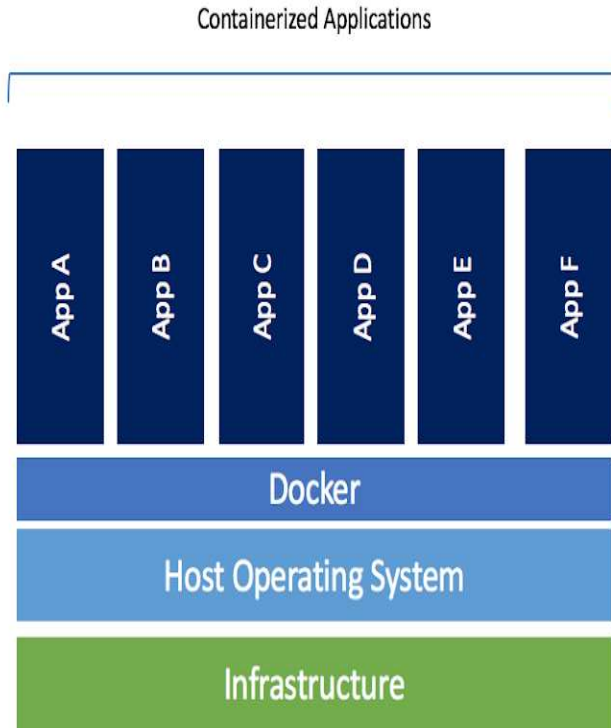 Containerized Applications
App A
App B
App C
App D
App E
App F
Docker
Host Operating System
Infrastructure